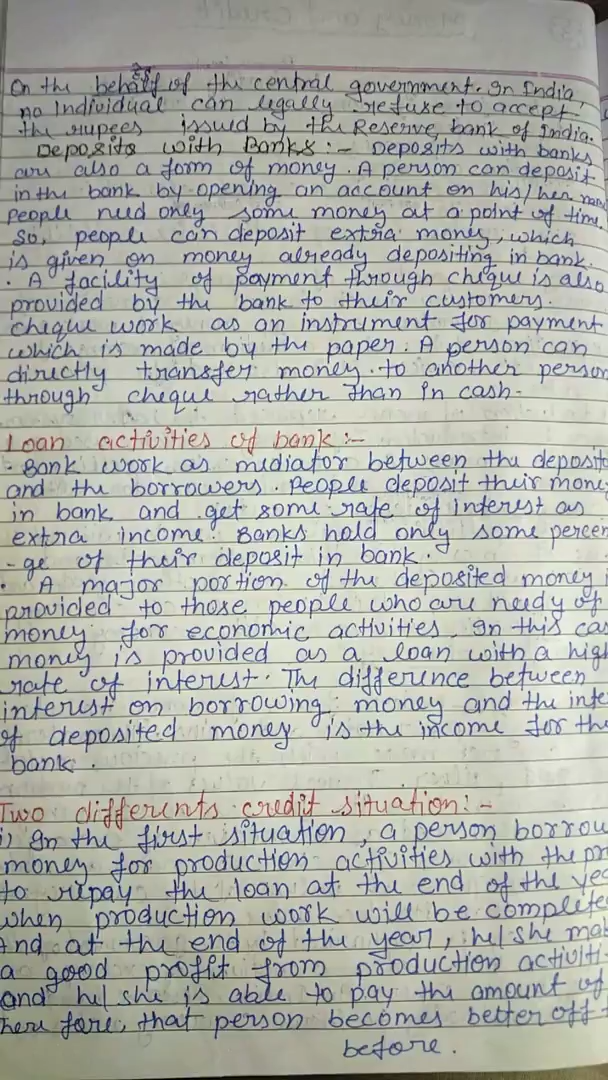 On the behalf of the central government. In India,
no Individual can legally refuse to accept
the rupees issued by the Reserve bank of India.
Deposits with Banks :- Deposits with banks
are also a form of money. A person can deposit
in the bank by opening an account on his/her
People need only some money at a point of time.
So, people can deposit extra money, which
is given on money already depositing in bank.
· A facility of payment through cheque is also
provided by the bank to their customers.
cheque work as an instrument for payment
which is made by the paper. A person can
directly transfer money to another person
through cheque rather than in cash.
Loan activities of bank :-
· Bank work as mediator between the deposito
and the borrowers. People deposit their mone
in bank and get some rate of interest as
extra income. Banks hold only some percen
-ge of their deposit in bank.
· A major portion of the deposited money i
provided to those people who are needy of
money for economic activities. In this cas
money is provided as a loan with a high
rate of interest. The difference between
interest on borrowing money and the inte
of deposited money is the income for the
bank.
Two differents credit situation :-
i) In the first situation, a person borrow
money for production activities with the pr
to repay the loan at the end of the yea
when production work will be complete
And at the end of the year, he/she mak
a good profit from production activiti
and he/she is able to pay the amount of
here fore, that person becomes better off t
before.